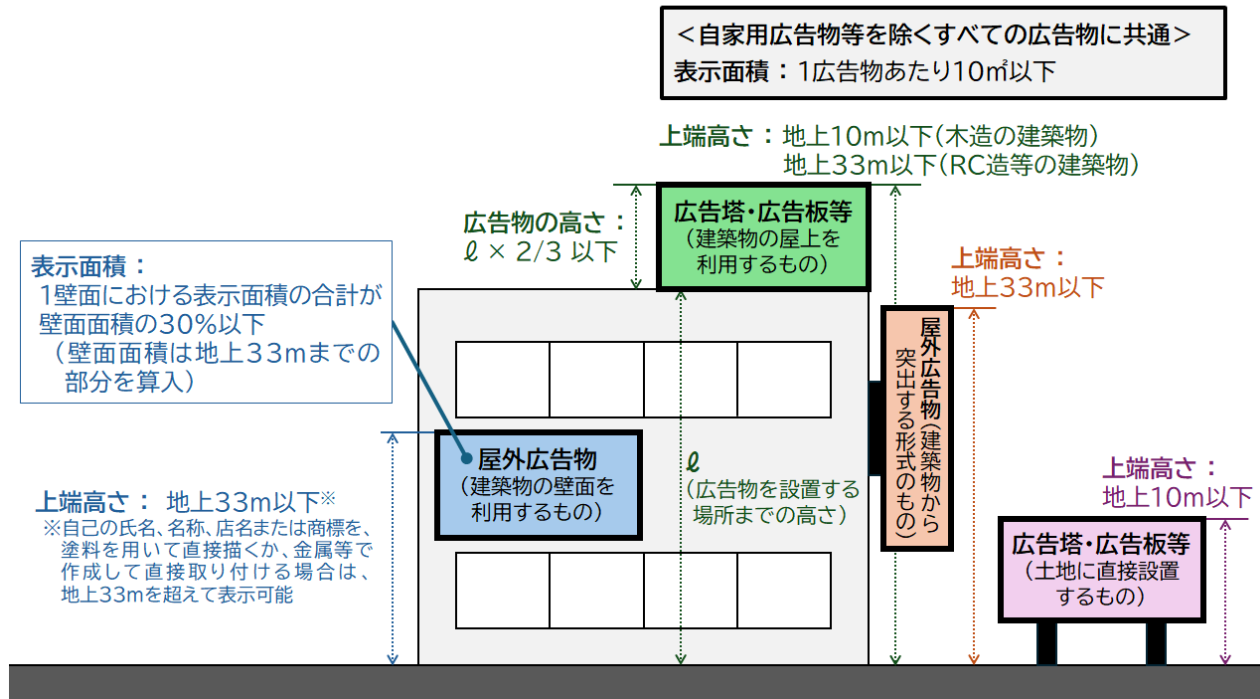 ＜自家用広告物等を除くすべての広告物に共通＞
表示面積：1広告物あたり10㎡以下
上端高さ：地上10m以下(木造の建築物)
地上33m以下(RC造等の建築物)
広告塔・広告板等
（建築物の屋上を
利用するもの）
広告物の高さ：
ℓ × 2/3 以下
上端高さ：
地上33m以下
表示面積：
1壁面における表示面積の合計が
壁面面積の30%以下
（壁面面積は地上33mまでの
部分を算入）
屋外広告物（建築物から
突出する形式のもの）
屋外広告物
（建築物の壁面を
利用するもの）
ℓ
（広告物を設置する
場所までの高さ）
上端高さ： 地上33m以下※
※自己の氏名、名称、店名または商標を、
塗料を用いて直接描くか、金属等で
作成して直接取り付ける場合は、
地上33mを超えて表示可能
上端高さ：
地上10m以下
広告塔・広告板等
（土地に直接設置
するもの）